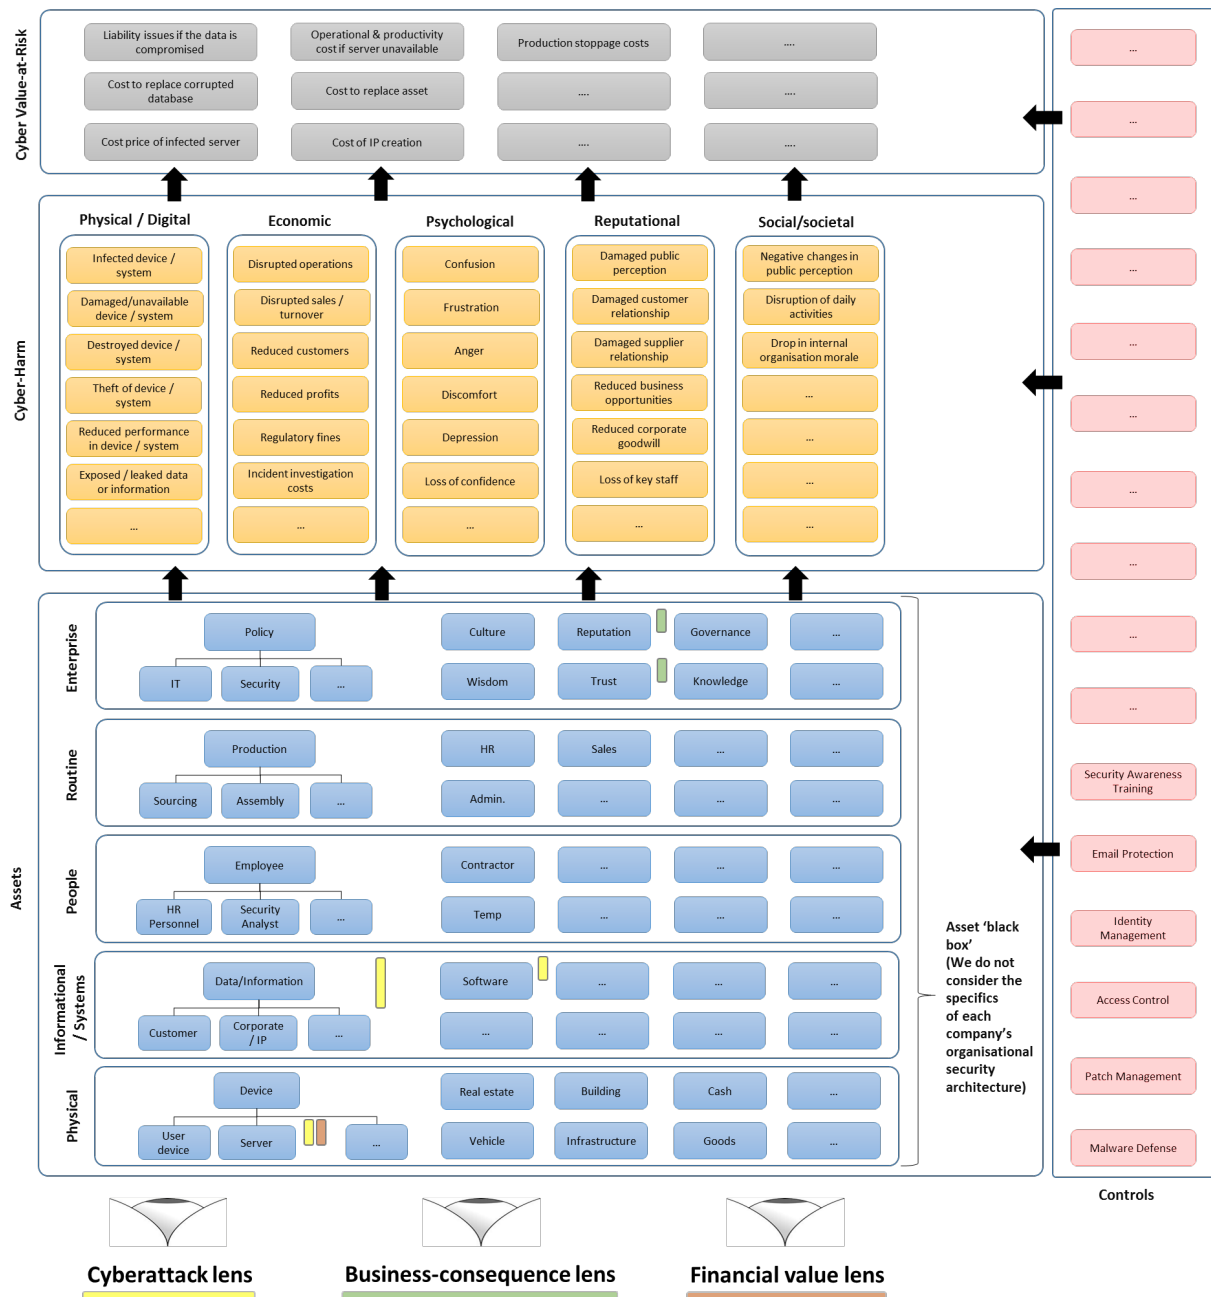 Cyber Value-at-Risk
Liability issues if the data is
compromised
Operational & productivity
cost if server unavailable
Production stoppage costs
....
Cost to replace corrupted
database
Cost to replace asset
....
....
Cost price of infected server
Cost of IP creation
....
....
Cyber-Harm
Physical / Digital
Infected device /
system
Damaged/unavailable
device / system
Destroyed device /
system
Theft of device /
system
Reduced performance
in device / system
Exposed / leaked data
or information
...
Economic
Disrupted operations
Disrupted sales /
turnover
Reduced customers
Reduced profits
Regulatory fines
Incident investigation
costs
...
Psychological
Confusion
Frustration
Anger
Discomfort
Depression
Loss of confidence
...
Reputational
Damaged public
perception
Damaged customer
relationship
Damaged supplier
relationship
Reduced business
opportunities
Reduced corporate
goodwill
Loss of key staff
...
Social/societal
Negative changes in
public perception
Disruption of daily
activities
Drop in internal
organisation morale
...
...
...
...
Assets
Enterprise
Policy
IT
Security
...
Culture
Reputation
Governance
...
Wisdom
Trust
Knowledge
...
Routine
Production
Sourcing
Assembly
...
HR
Sales
...
...
Admin.
...
...
...
People
Employee
HR
Personnel
Security
Analyst
...
Contractor
...
...
...
Temp
...
...
...
Informational
/ Systems
Data/Information
Customer
Corporate
/ IP
...
Software
...
...
...
...
...
...
...
Physical
Device
User
device
Server
...
Real estate
Building
Cash
...
Vehicle
Infrastructure
Goods
...
Asset ‘black
box’
(We do not
consider the
specifics
of each
company’s
organisational
security
architecture)
...
...
...
...
...
...
...
...
...
...
Security Awareness
Training
Email Protection
Identity
Management
Access Control
Patch Management
Malware Defense
Controls
Cyberattack lens
Business-consequence lens
Financial value lens